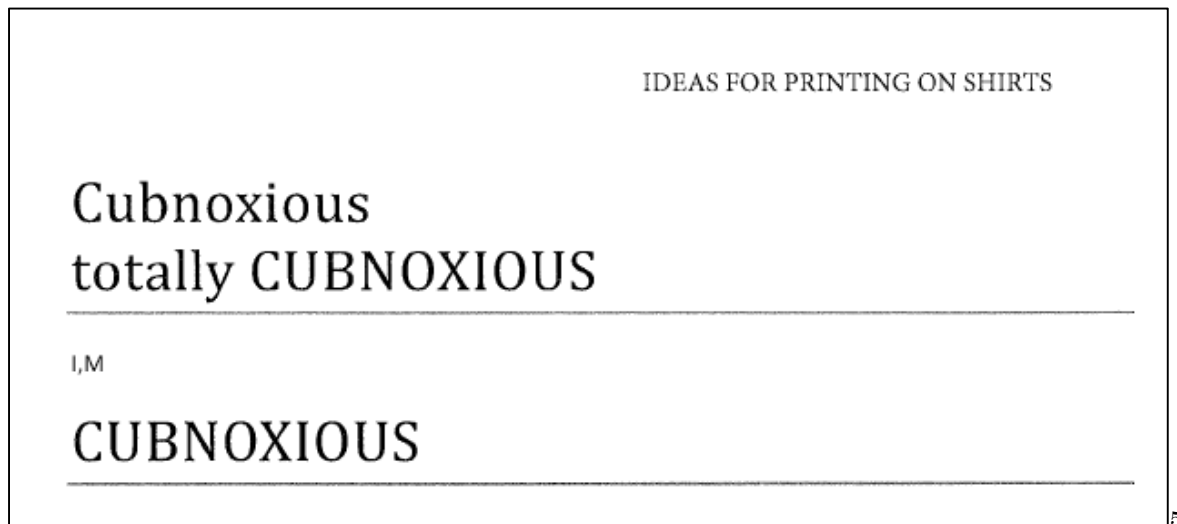 IDEAS FOR PRINTING ON SHIRTS
Cubnoxious
totally CUBNOXIOUS
I,M
CUBNOXIOUS